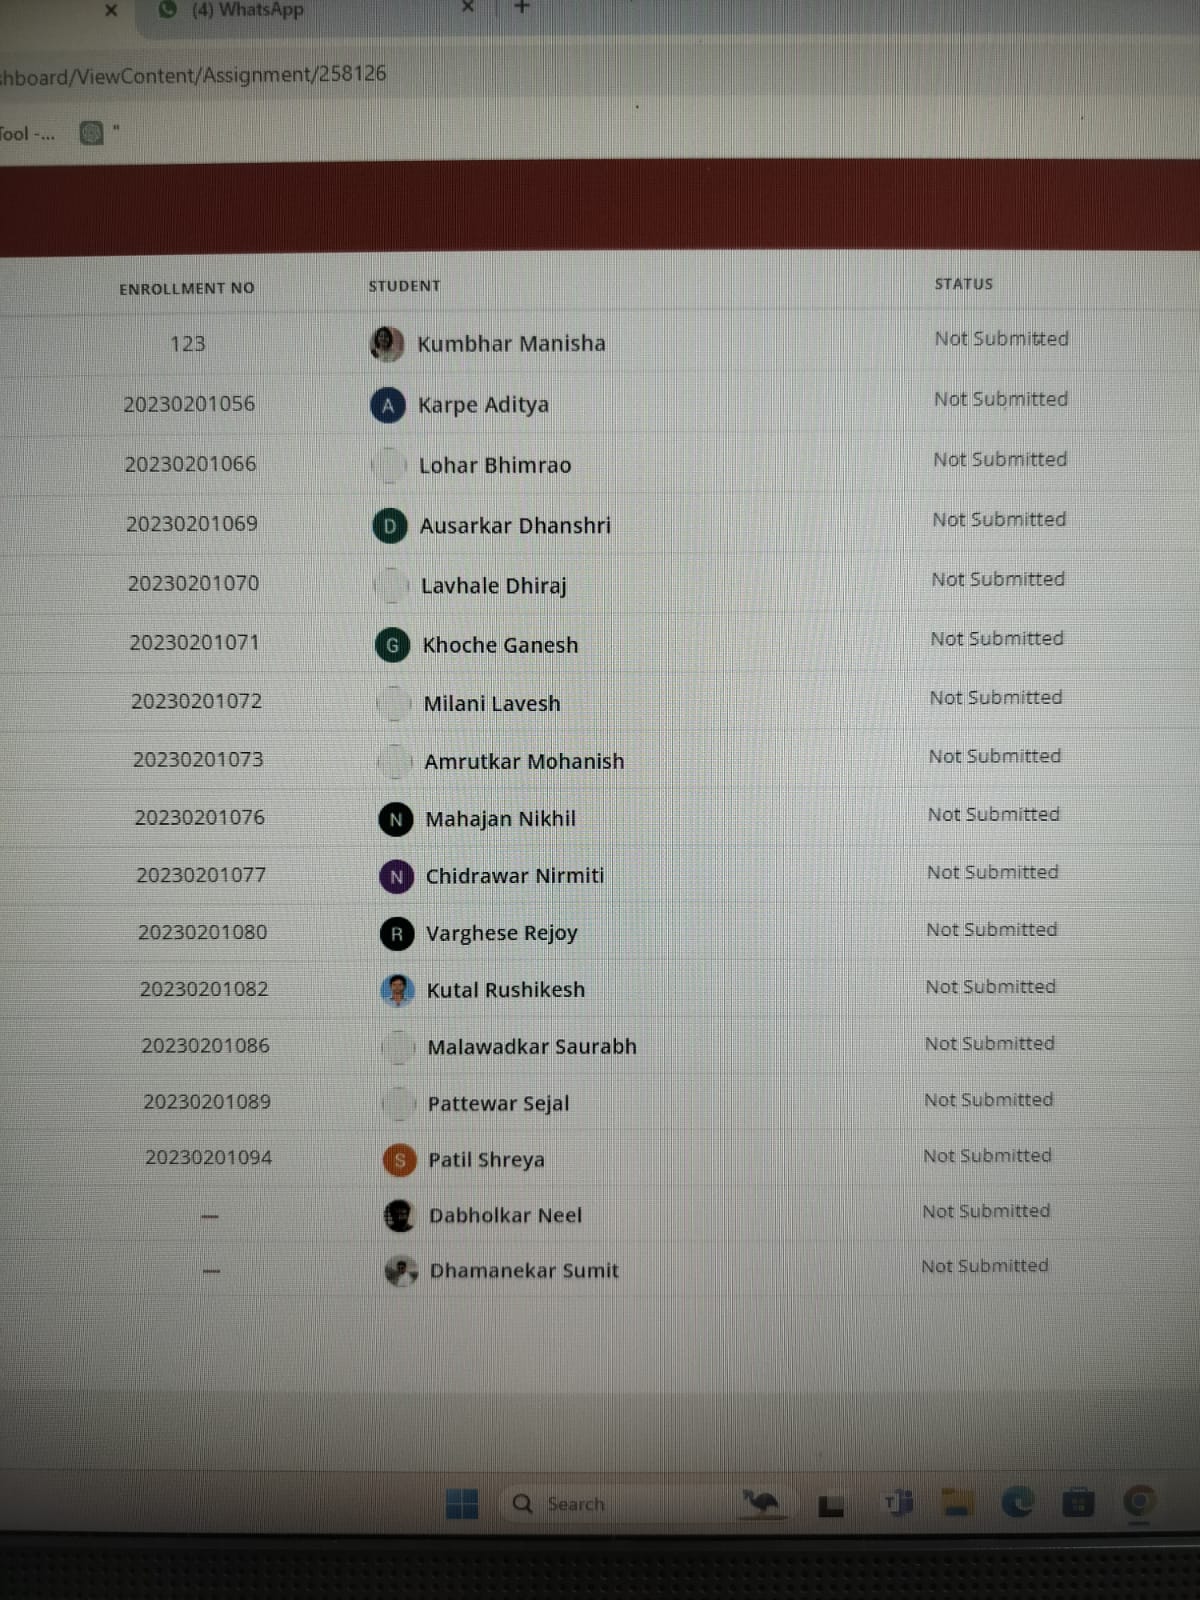 (4) WhatsApp
hboard/ViewContent/Assignment/258126
Tool -... "
ENROLLMENT NO STUDENT STATUS
123 Kumbhar Manisha Not Submitted
20230201056 A Karpe Aditya Not Submitted
20230201066 Lohar Bhimrao Not Submitted
20230201069 D Ausarkar Dhanshri Not Submitted
20230201070 Lavhale Dhiraj Not Submitted
20230201071 G Khoche Ganesh Not Submitted
20230201072 Milani Lavesh Not Submitted
20230201073 Amrutkar Mohanish Not Submitted
20230201076 N Mahajan Nikhil Not Submitted
20230201077 N Chidrawar Nirmiti Not Submitted
20230201080 R Varghese Rejoy Not Submitted
20230201082 Kutal Rushikesh Not Submitted
20230201086 Malawadkar Saurabh Not Submitted
20230201089 Pattewar Sejal Not Submitted
20230201094 S Patil Shreya Not Submitted
— Dabholkar Neel Not Submitted
— Dhamanekar Sumit Not Submitted
Search